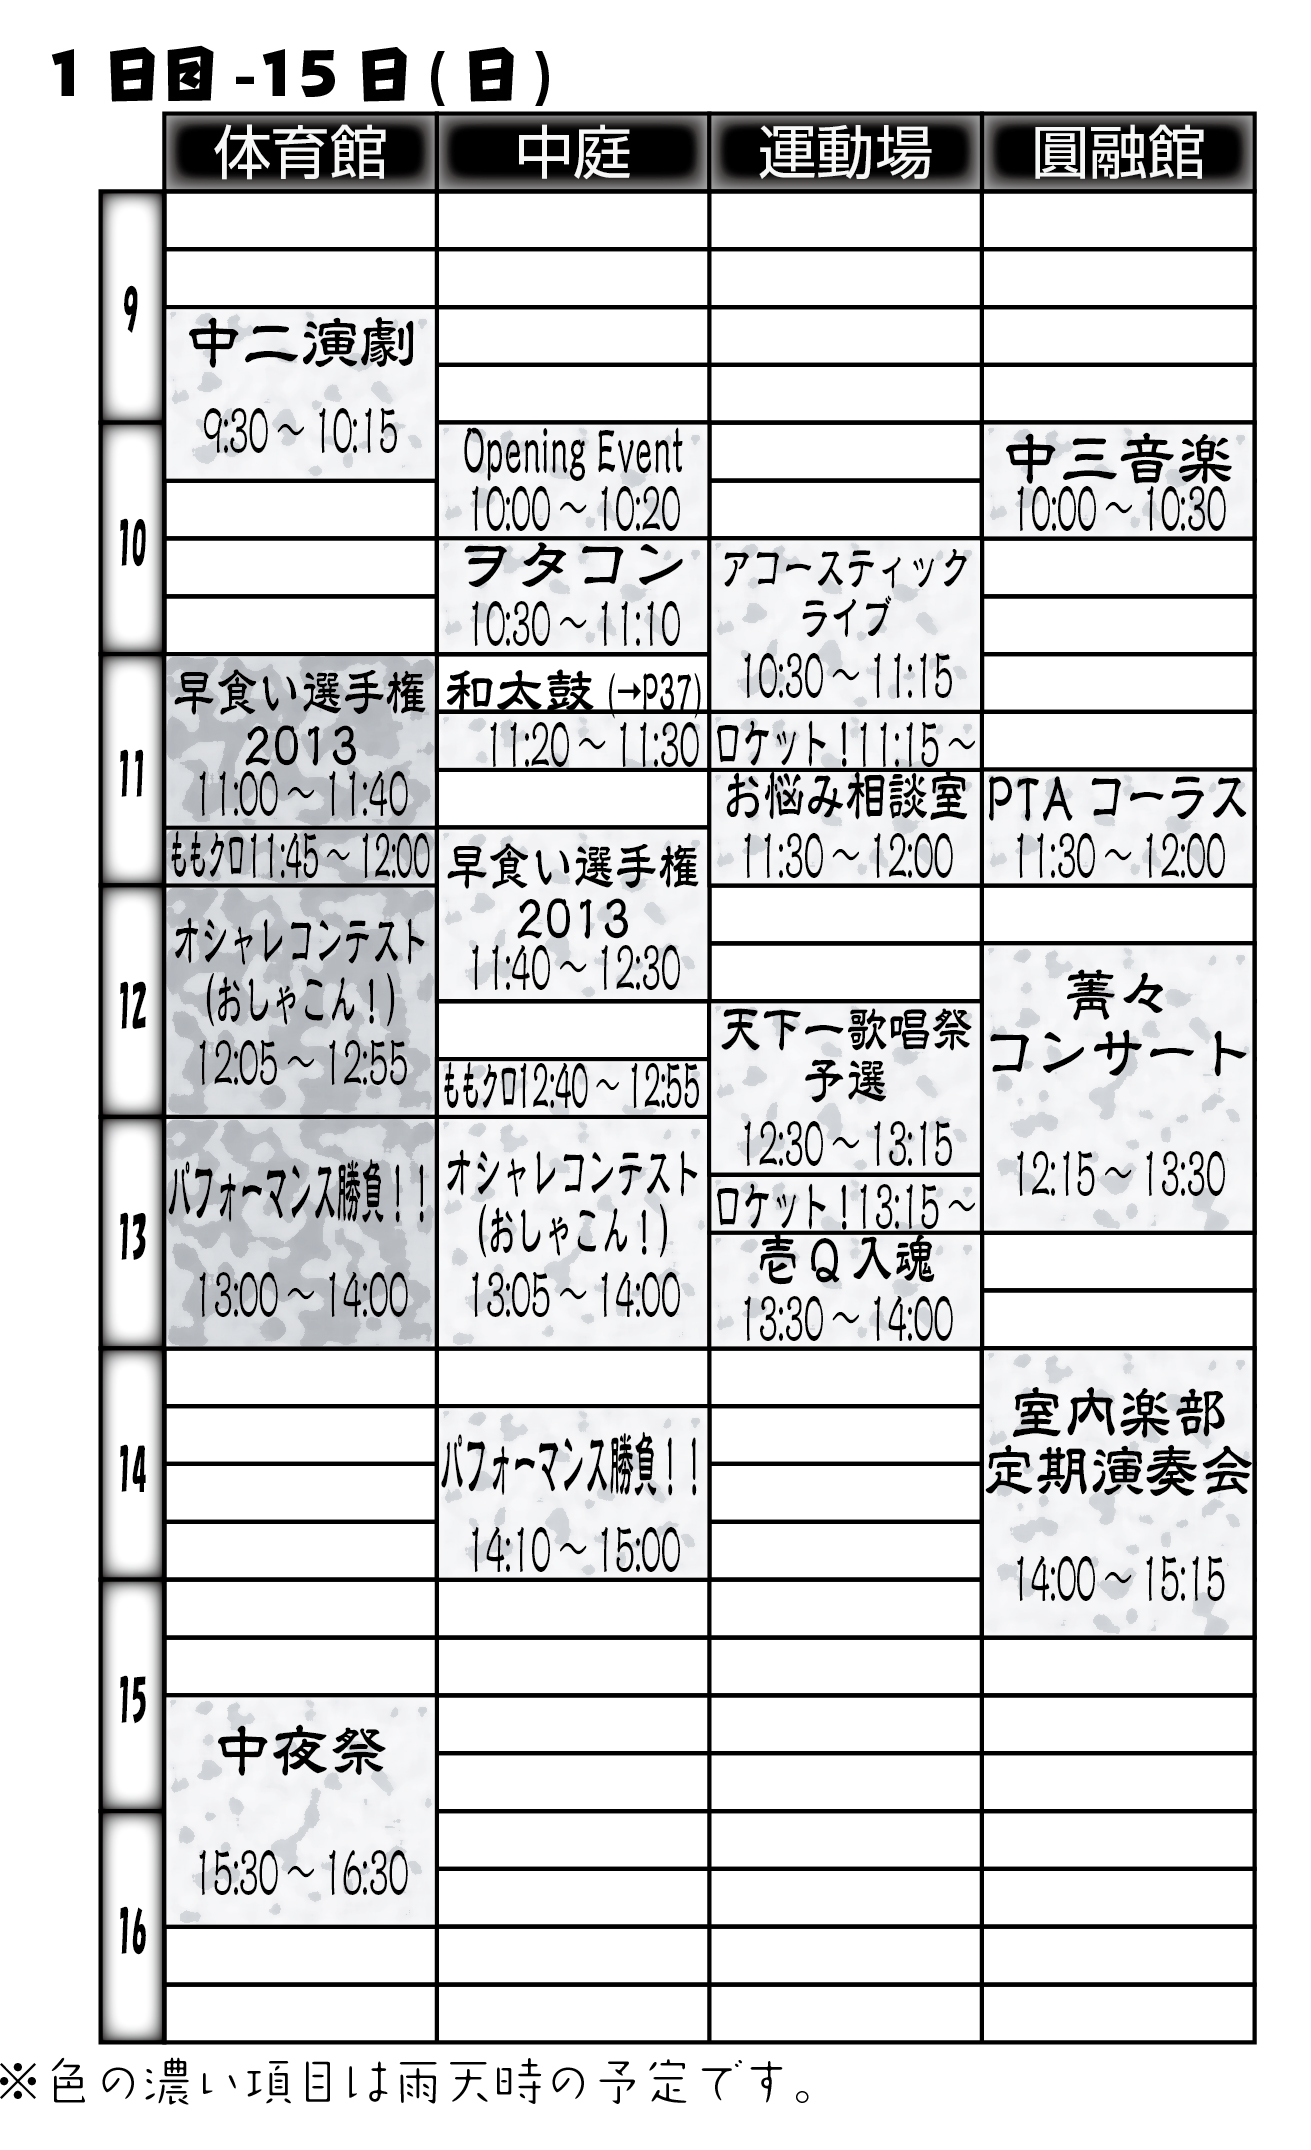 1日目-15日(日)
体育館 中庭 運動場 圓融館
9
中二演劇
9:30～10:15
10
Opening Event
10:00～10:20
中三音楽
10:00～10:30
ヲタコン
10:30～11:10
アコースティック
ライブ
10:30～11:15
11
早食い選手権
2013
11:00～11:40
和太鼓(→p37)
11:20～11:30
ロケット!11:15～
お悩み相談室
11:30～12:00
PTAコーラス
11:30～12:00
ももクロ11:45～12:00
早食い選手権
2013
11:40～12:30
12
オシャレコンテスト
(おしゃこん!)
12:05～12:55
菁々
コンサート
12:15～13:30
天下一歌唱祭
予選
12:30～13:15
ももクロ12:40～12:55
13
パフォーマンス勝負!!
13:00～14:00
オシャレコンテスト
(おしゃこん!)
13:05～14:00
ロケット!13:15～
壱Q入魂
13:30～14:00
14
パフォーマンス勝負!!
14:10～15:00
室内楽部
定期演奏会
14:00～15:15
15
中夜祭
15:30～16:30
16
※色の濃い項目は雨天時の予定です。